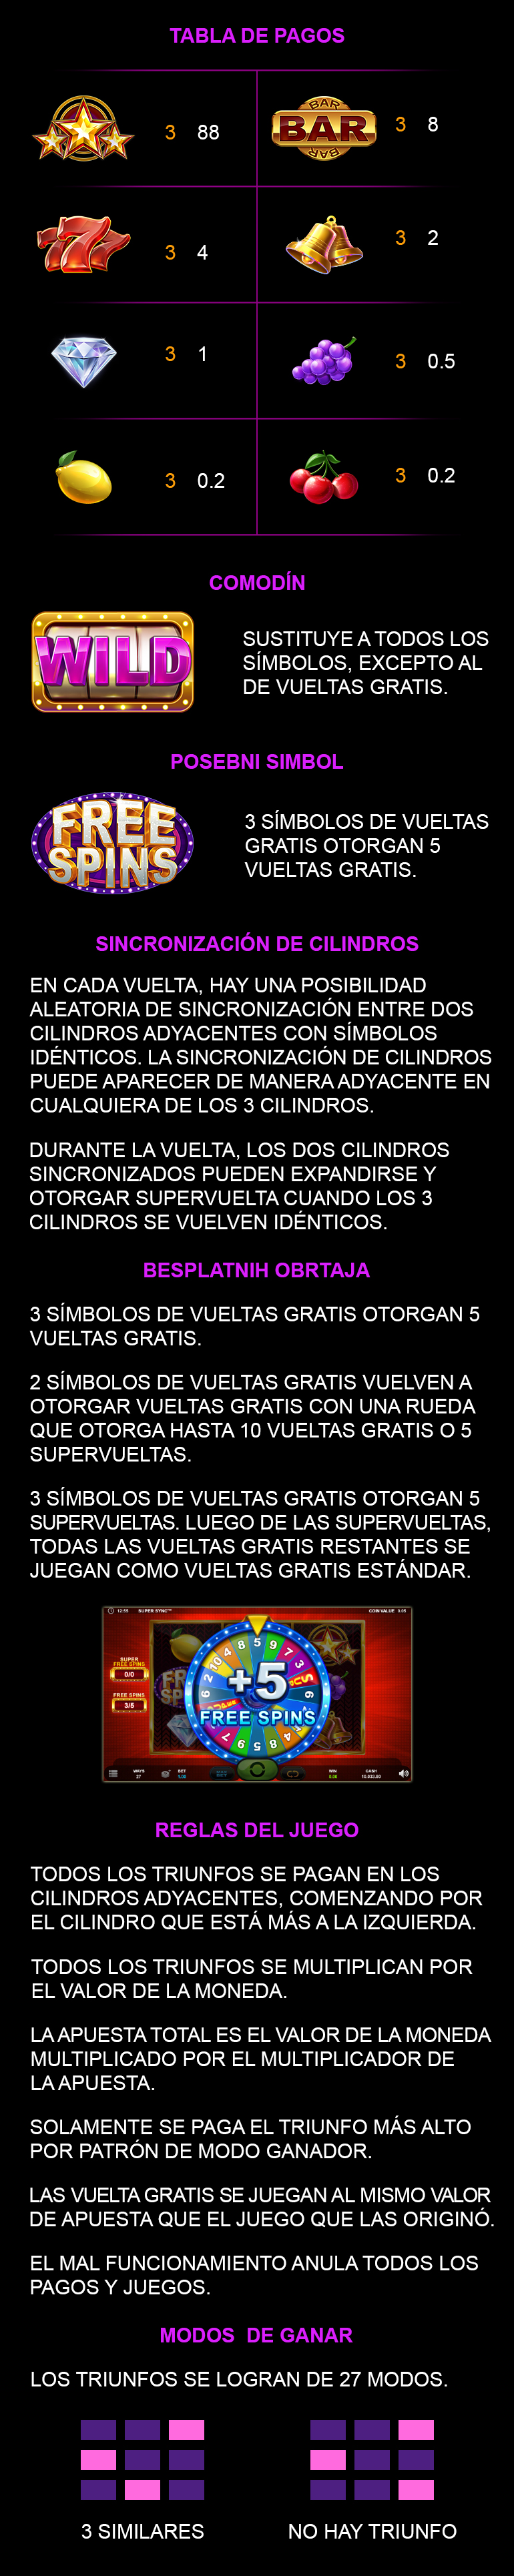 TABLA DE PAGOS
3 88
BAR
BAR
BAR
3 8
777
3 4
3 2
3 1
3 0.5
3 0.2
3 0.2
COMODÍN
WILD
SUSTITUYE A TODOS LOS
SÍMBOLOS, EXCEPTO AL
DE VUELTAS GRATIS.
POSEBNI SIMBOL
FREE
SPINS
3 SÍMBOLOS DE VUELTAS
GRATIS OTORGAN 5
VUELTAS GRATIS.
SINCRONIZACIÓN DE CILINDROS
EN CADA VUELTA, HAY UNA POSIBILIDAD
ALEATORIA DE SINCRONIZACIÓN ENTRE DOS
CILINDROS ADYACENTES CON SÍMBOLOS
IDÉNTICOS. LA SINCRONIZACIÓN DE CILINDROS
PUEDE APARECER DE MANERA ADYACENTE EN
CUALQUIERA DE LOS 3 CILINDROS.
DURANTE LA VUELTA, LOS DOS CILINDROS
SINCRONIZADOS PUEDEN EXPANDIRSE Y
OTORGAR SUPERVUELTA CUANDO LOS 3
CILINDROS SE VUELVEN IDÉNTICOS.
BESPLATNIH OBRTAJA
3 SÍMBOLOS DE VUELTAS GRATIS OTORGAN 5
VUELTAS GRATIS.
2 SÍMBOLOS DE VUELTAS GRATIS VUELVEN A
OTORGAR VUELTAS GRATIS CON UNA RUEDA
QUE OTORGA HASTA 10 VUELTAS GRATIS O 5
SUPERVUELTAS.
3 SÍMBOLOS DE VUELTAS GRATIS OTORGAN 5
SUPERVUELTAS. LUEGO DE LAS SUPERVUELTAS,
TODAS LAS VUELTAS GRATIS RESTANTES SE
JUEGAN COMO VUELTAS GRATIS ESTÁNDAR.
12:55 SUPER SYNC™ COIN VALUE 0.05
SUPER
FREE SPINS
0/0
FREE SPINS
3/5
+5
FREE SPINS
WAYS
27
BET
1.00
WIN
0.00
CASH
10,033.00
REGLAS DEL JUEGO
TODOS LOS TRIUNFOS SE PAGAN EN LOS
CILINDROS ADYACENTES, COMENZANDO POR
EL CILINDRO QUE ESTÁ MÁS A LA IZQUIERDA.
TODOS LOS TRIUNFOS SE MULTIPLICAN POR
EL VALOR DE LA MONEDA.
LA APUESTA TOTAL ES EL VALOR DE LA MONEDA
MULTIPLICADO POR EL MULTIPLICADOR DE
LA APUESTA.
SOLAMENTE SE PAGA EL TRIUNFO MÁS ALTO
POR PATRÓN DE MODO GANADOR.
LAS VUELTA GRATIS SE JUEGAN AL MISMO VALOR
DE APUESTA QUE EL JUEGO QUE LAS ORIGINÓ.
EL MAL FUNCIONAMIENTO ANULA TODOS LOS
PAGOS Y JUEGOS.
MODOS DE GANAR
LOS TRIUNFOS SE LOGRAN DE 27 MODOS.
3 SIMILARES
NO HAY TRIUNFO